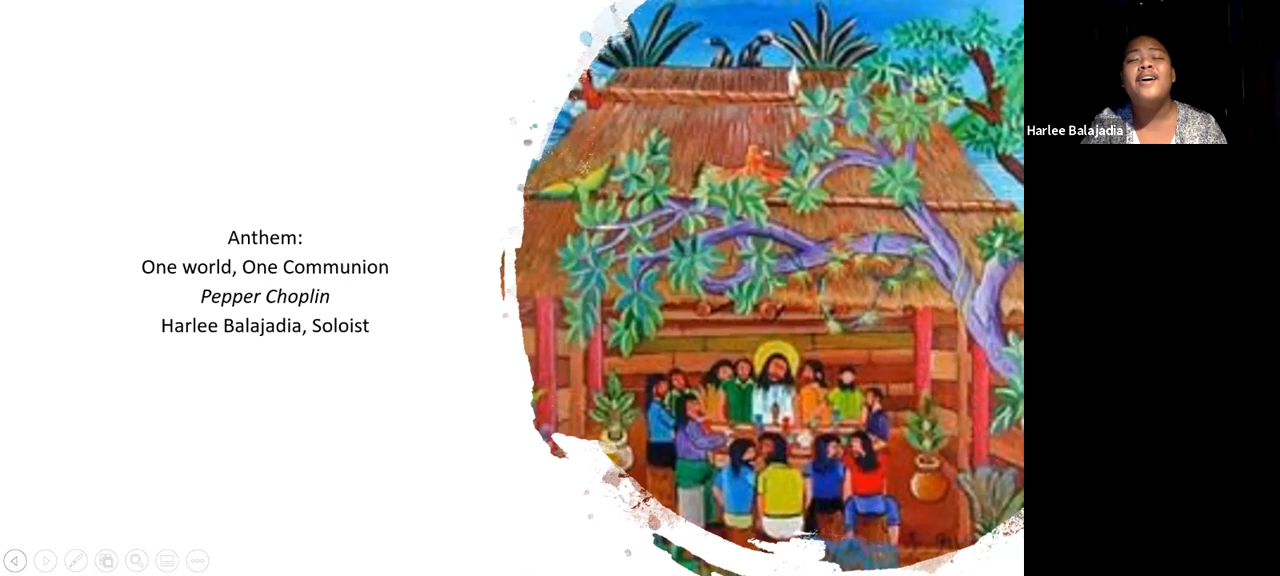 Anthem:
One world, One Communion
Pepper Choplin
Harlee Balajadia, Soloist
Harlee Balajadia